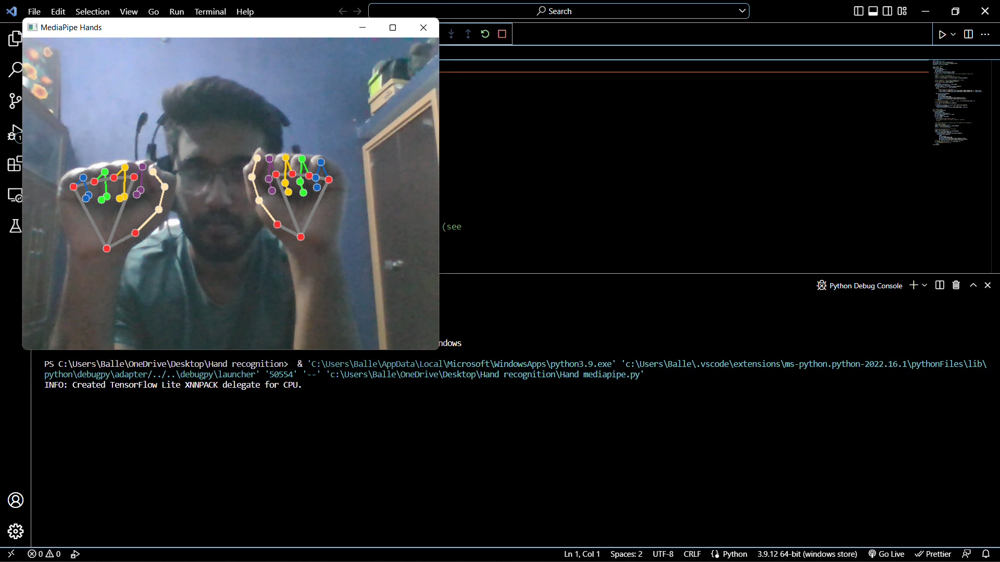 File Edit Selection View Go Run Terminal Help
Search
MediaPipe Hands
1
(see
Python Debug Console
ndows
PS C:\Users\Balle\OneDrive\Desktop\Hand recognition> & 'C:\Users\Balle\AppData\Local\Microsoft\WindowsApps\python3.9.exe' 'c:\Users\Balle\.vscode\extensions\ms-python.python-2022.16.1\pythonFiles\lib\
python\debugpy\adapter/../..\debugpy\launcher' '50554' '--' 'c:\Users\Balle\OneDrive\Desktop\Hand recognition\Hand mediapipe.py'
INFO: Created TensorFlow Lite XNNPACK delegate for CPU.
0 0 Ln 1, Col 1 Spaces: 2 UTF-8 CRLF Python 3.9.12 64-bit (windows store) Go Live Prettier